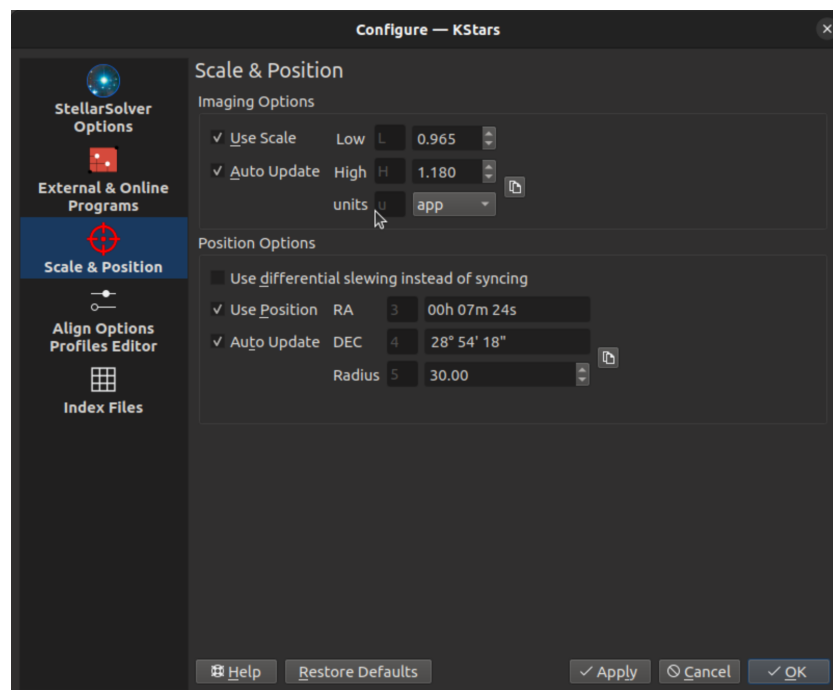 Configure — KStars
StellarSolver
Options
External & Online
Programs
Scale & Position
Align Options
Profiles Editor
Index Files
Scale & Position
Imaging Options
Use Scale Low L 0.965
Auto Update High H 1.180
units u app
Position Options
Use differential slewing instead of syncing
Use Position RA 3 00h 07m 24s
Auto Update DEC 4 28° 54' 18"
Radius 5 30.00
Help Restore Defaults Apply Cancel OK